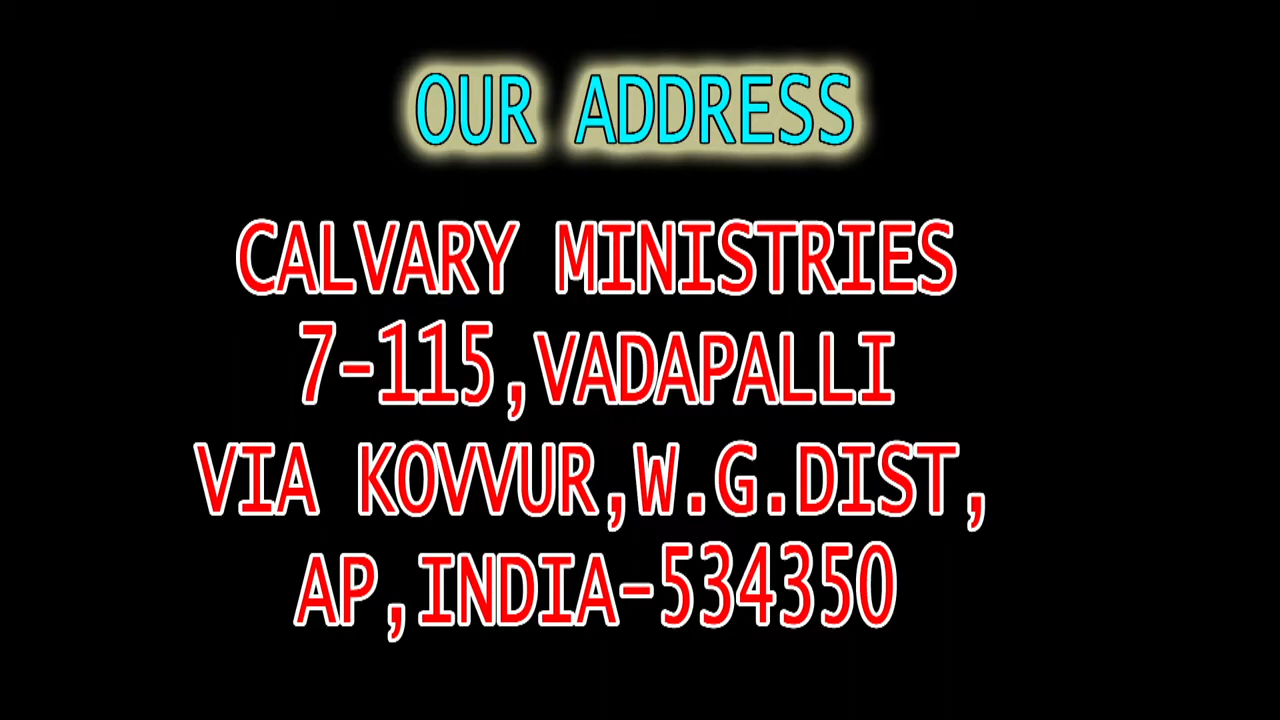 OUR ADDRESS
CALVARY MINISTRIES
7-115,VADAPALLI
VIA KOVVUR,W.G.DIST,
AP,INDIA-534350